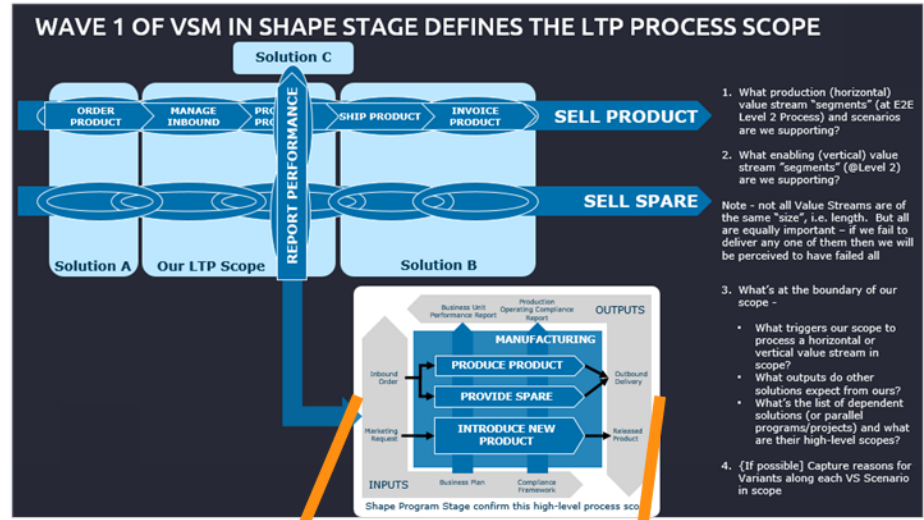 WAVE 1 OF VSM IN SHAPE STAGE DEFINES THE LTP PROCESS SCOPE
Solution C
ORDER
PRODUCT
MANAGE
INBOUND
SHIP PRODUCT
INVOICE
PRODUCT
SELL PRODUCT
REPORT PERFORMANCE
SELL SPARE
Solution A
Our LTP Scope
Solution B
1. What production (horizontal)
value stream "segments" (at E2E
Level 2 Process) and scenarios
are we supporting?
2. What enabling (vertical) value
stream "segments" (@Level 2)
are we supporting?
Note - not all Value Streams are of
the same "size", i.e. length. But all
are equally important – if we fail to
deliver any one of them then we will
be perceived to have failed all
3. What's at the boundary of our
scope -
• What triggers our scope to
process a horizontal or
vertical value stream in
scope?
• What outputs do other
solutions expect from ours?
• What's the list of dependent
solutions (or parallel
programs/projects) and what
are their high-level scopes?
4. {If possible] Capture reasons for
Variants along each VS Scenario
in scope
Business Unit
Performance Report
Production
Operating Compliance
Report
OUTPUTS
MANUFACTURING
Inbound
Order
PRODUCE PRODUCT
PROVIDE SPARE
Outbound
Delivery
Marketing
Request
INTRODUCE NEW
PRODUCT
Released
Product
INPUTS
Business Plan
Compliance
Framework
Shape Program Stage confirm this high-level process